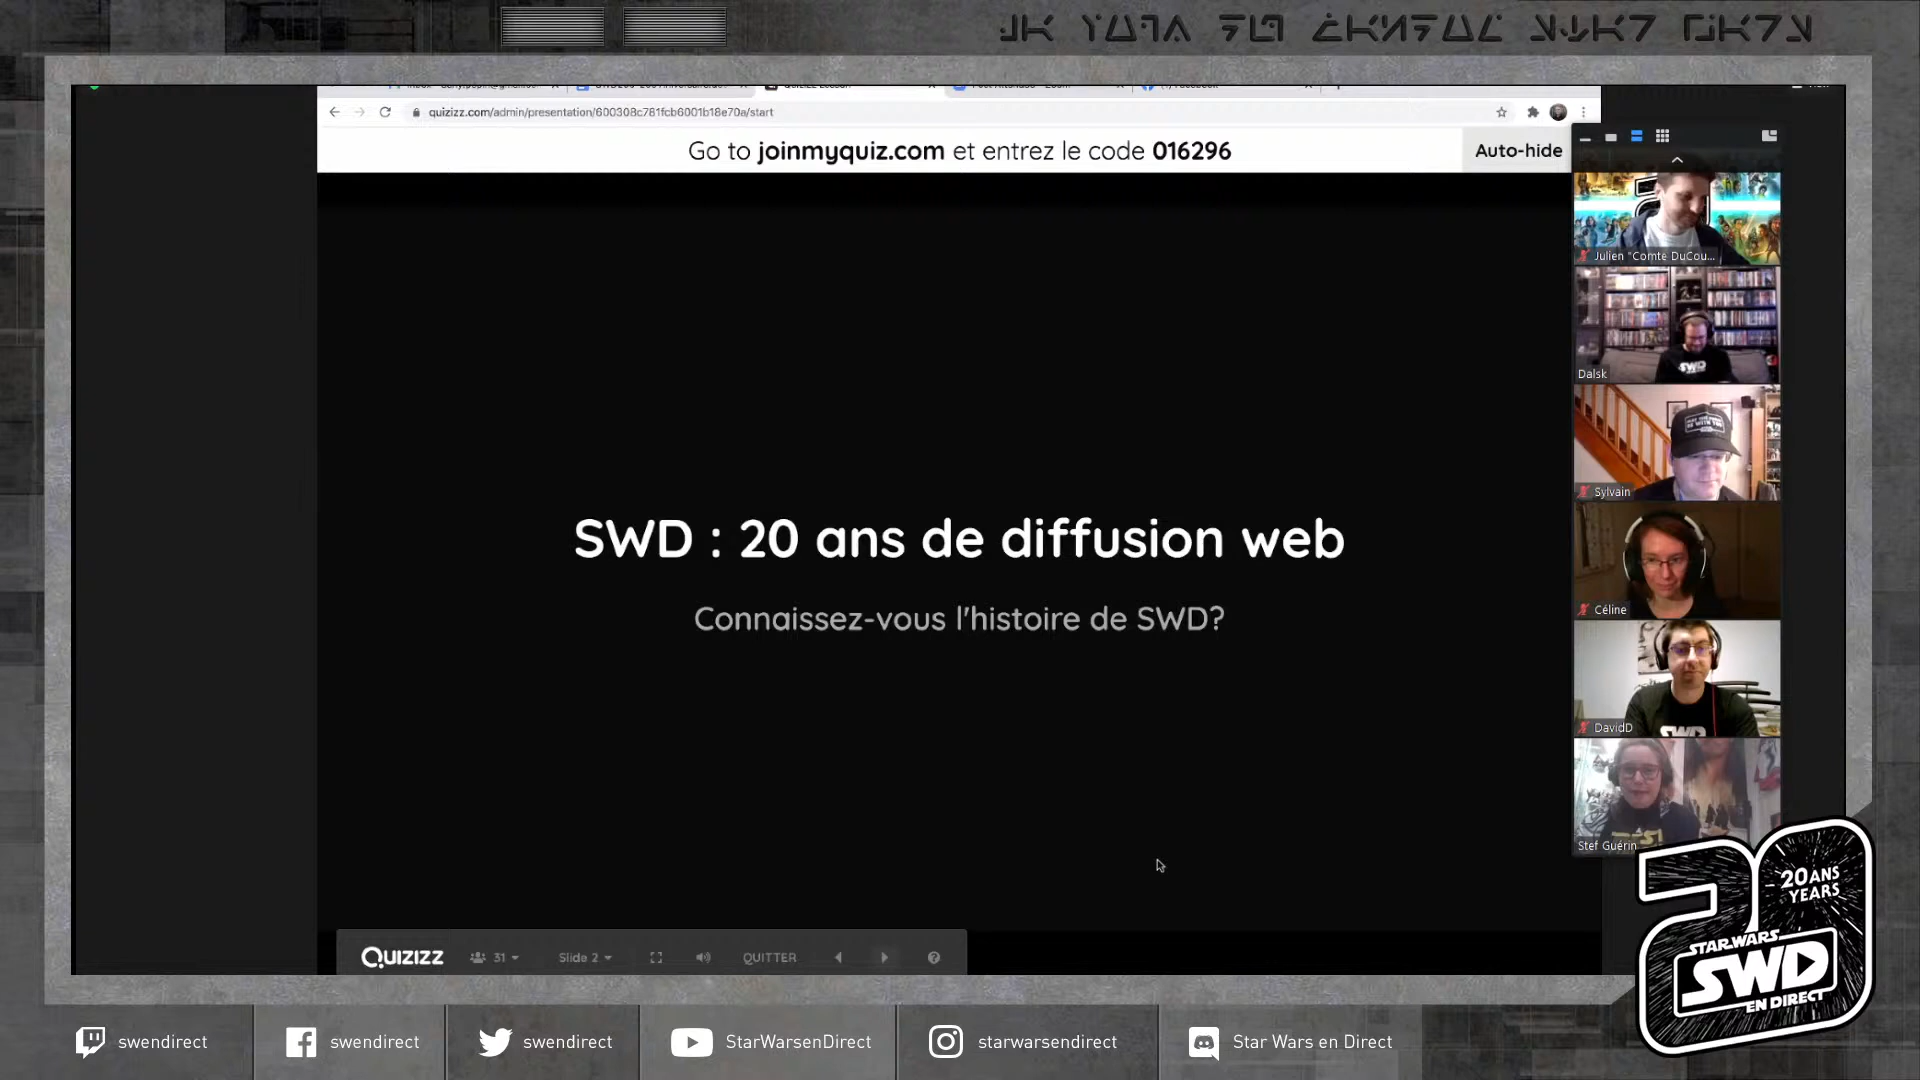 quizizz.com/admin/presentation/600308c781fcb6001b18e70a/start
Go to joinmyquiz.com et entrez le code 016296
Auto-hide
Julien "Comte DuCou...
Dalsk
Sylvain
Céline
DavidD
SWD
Stef Guérin
SWD : 20 ans de diffusion web
Connaissez-vous l'histoire de SWD?
Quizizz
31
Slide 2
QUITTER
20 ANS
YEARS
STAR WARS
SWD
EN DIRECT
swendirect
swendirect
swendirect
StarWarsenDirect
starwarsendirect
Star Wars en Direct